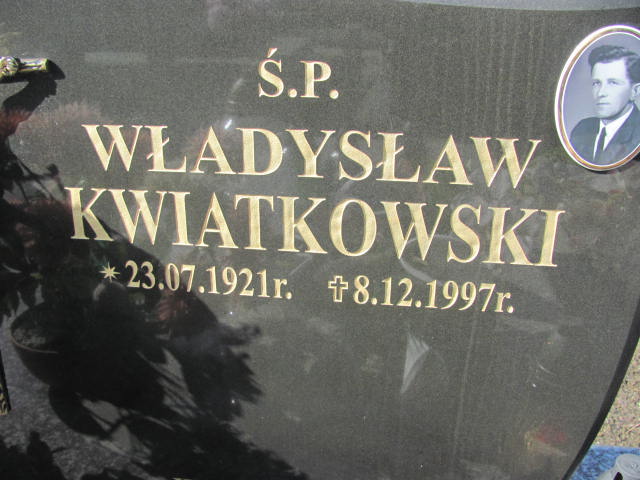 Ś.P.
WŁADYSŁAW
KWIATKOWSKI
* 23.07.1921r. ✝ 8.12.1997r.